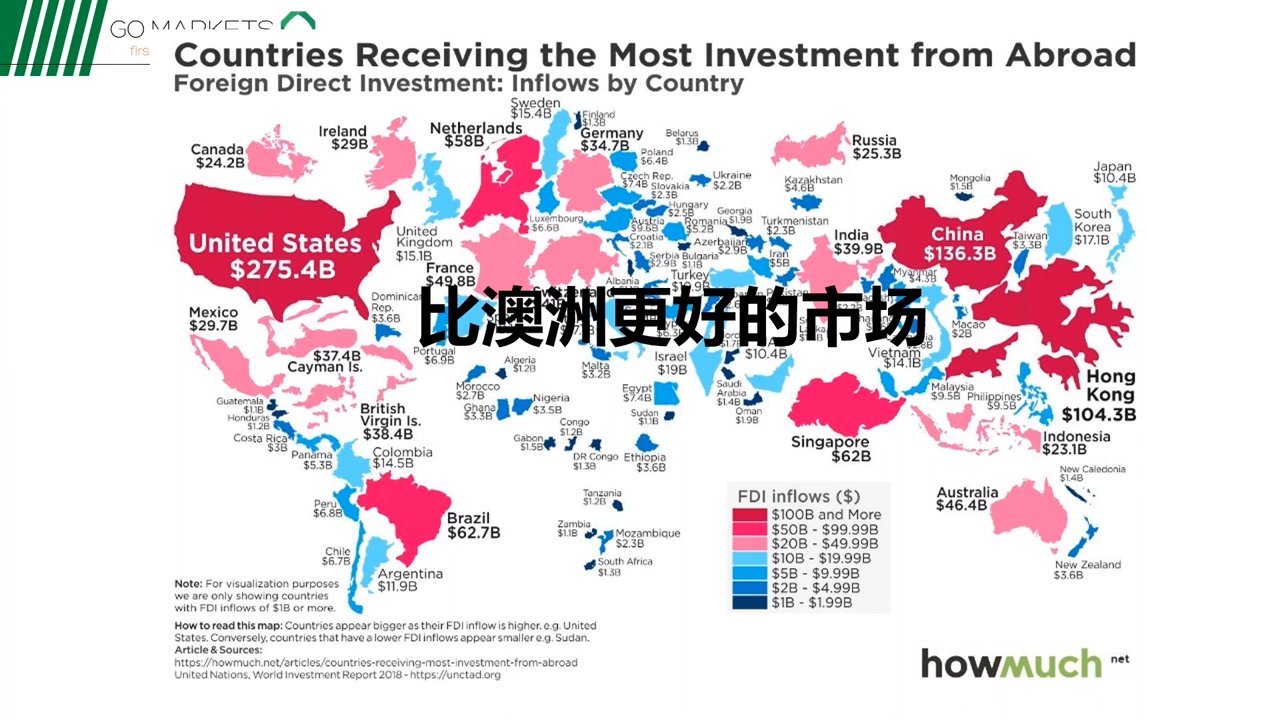 GO MARKETS
firs
Countries Receiving the Most Investment from Abroad
Foreign Direct Investment: Inflows by Country
Sweden
$15.4B
Finland
$1.3B
Netherlands
$58B
Germany
$34.7B
Ireland
$29B
Canada
$24.2B
Belarus
$1.3B
Russia
$25.3B
Poland
$6.4B
Czech Rep.
$7.4B
Slovakia
$2.3B
Ukraine
$2.2B
Kazakhstan
$4.6B
Mongolia
$1.5B
Japan
$10.4B
Hungary
$2.5B
Luxembourg
$6.6B
Austria
$9.6B
Romania
$5.2B
Georgia
$1.9B
Turkmenistan
$2.3B
South
Korea
$17.1B
United States
$275.4B
United
Kingdom
$15.1B
Croatia
$2.1B
Azerbaijan
$2.9B
India
$39.9B
China
$136.3B
Taiwan
$3.3B
Serbia
$2.9B
Bulgaria
$1.1B
Iran
$5B
France
$49.8B
Turkey
$10.9B
Albania
Myanmar
$4.3B
比澳洲更好的市场
Dominican
Rep.
$3.6B
Mexico
$29.7B
Macao
$2B
$37.4B
Cayman Is.
Portugal
$6.9B
Algeria
$1.2B
Malta
$3.2B
Israel
$19B
$10.4B
Vietnam
$14.1B
Hong
Kong
$104.3B
Morocco
$2.7B
Ghana
$3.3B
Nigeria
$3.5B
Egypt
$7.4B
Saudi
Arabia
$1.4B
Oman
$1.9B
Malaysia
$9.5B
Philippines
$9.5B
Guatemala
$1.1B
Honduras
$1.2B
Costa Rica
$3B
Panama
$5.3B
British
Virgin Is.
$38.4B
Sudan
$1.1B
Congo
$1.2B
Gabon
$1.5B
DR Congo
$1.3B
Ethiopia
$3.6B
Singapore
$62B
Indonesia
$23.1B
Colombia
$14.5B
New Caledonia
$1.4B
Australia
$46.4B
Peru
$6.8B
Brazil
$62.7B
Tanzania
$1.2B
Zambia
$1.1B
Mozambique
$2.3B
South Africa
$1.3B
Chile
$6.7B
Argentina
$11.9B
New Zealand
$3.6B
FDI inflows ($)
$100B and More
$50B - $99.99B
$20B - $49.99B
$10B - $19.99B
$5B - $9.99B
$2B - $4.99B
$1B - $1.99B
Note: For visualization purposes
we are only showing countries
with FDI inflows of $1B or more.
How to read this map: Countries appear bigger as their FDI inflow is higher, e.g. United
States. Conversely, countries that have a lower FDI inflows appear smaller e.g. Sudan.
Article & Sources:
https://howmuch.net/articles/countries-receiving-most-investment-from-abroad
United Nations, World Investment Report 2018 - https://unctad.org
howmuch net